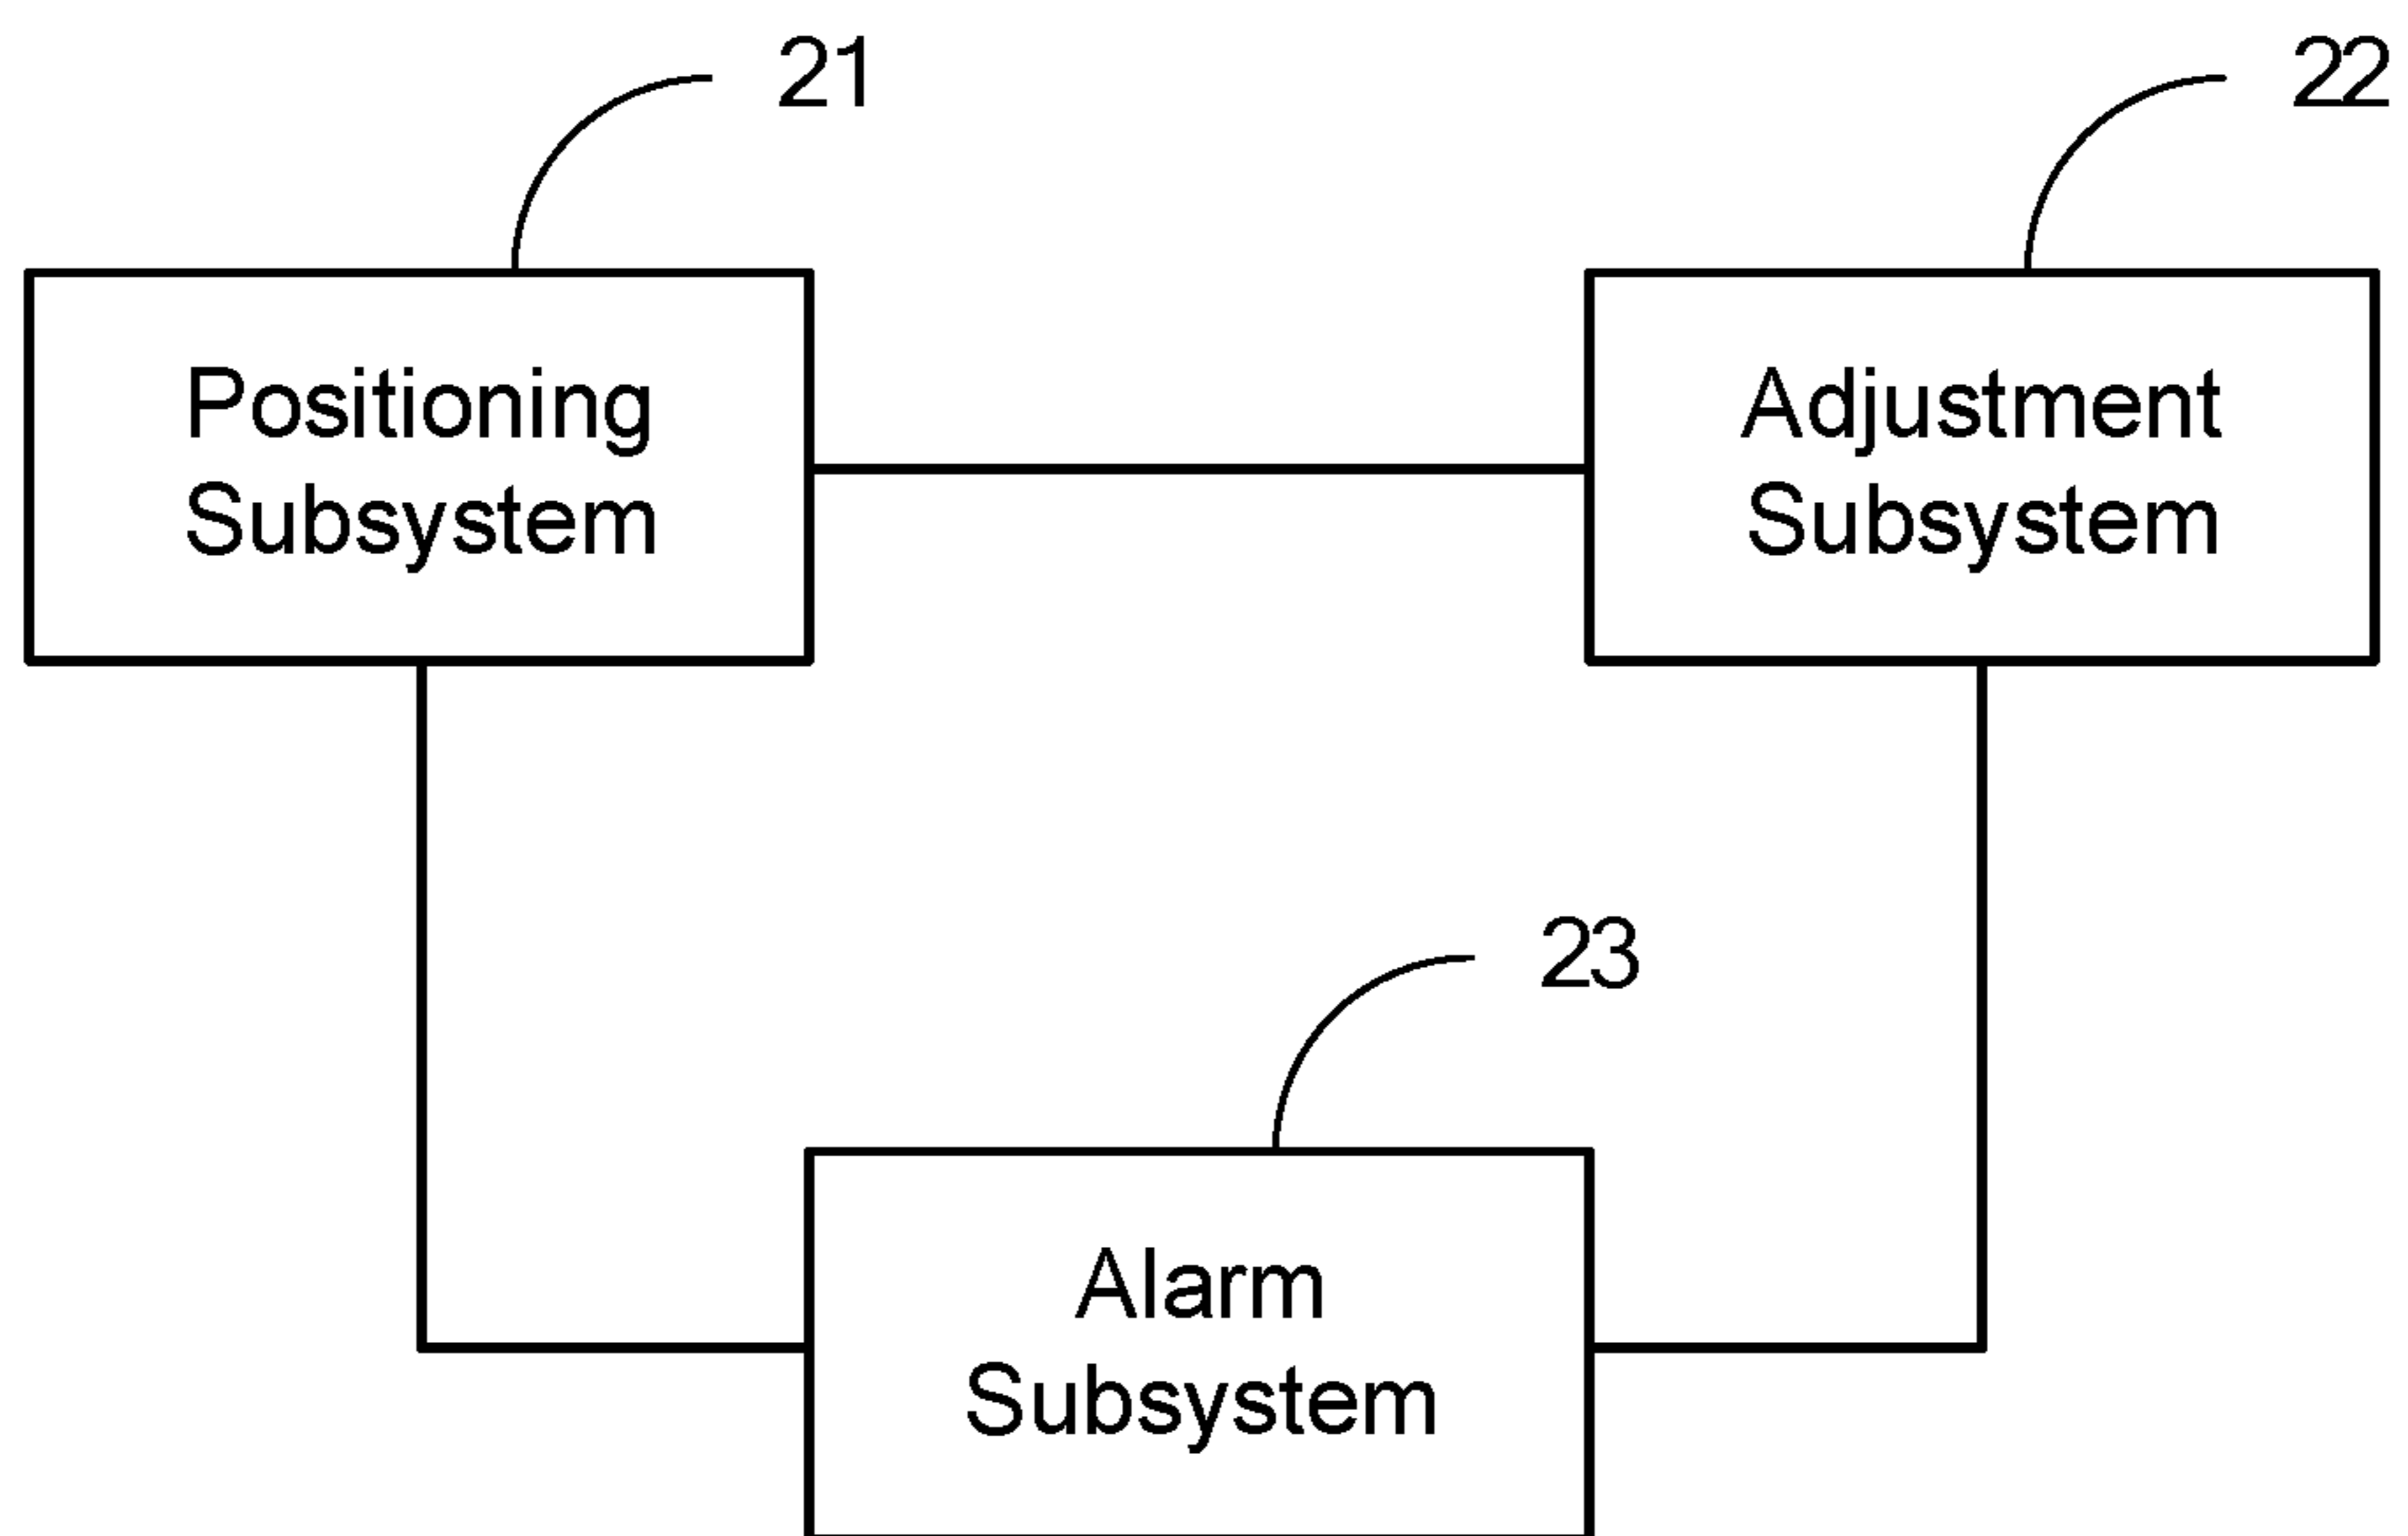 21
22
Positioning
Subsystem
Adjustment
Subsystem
23
Alarm
Subsystem